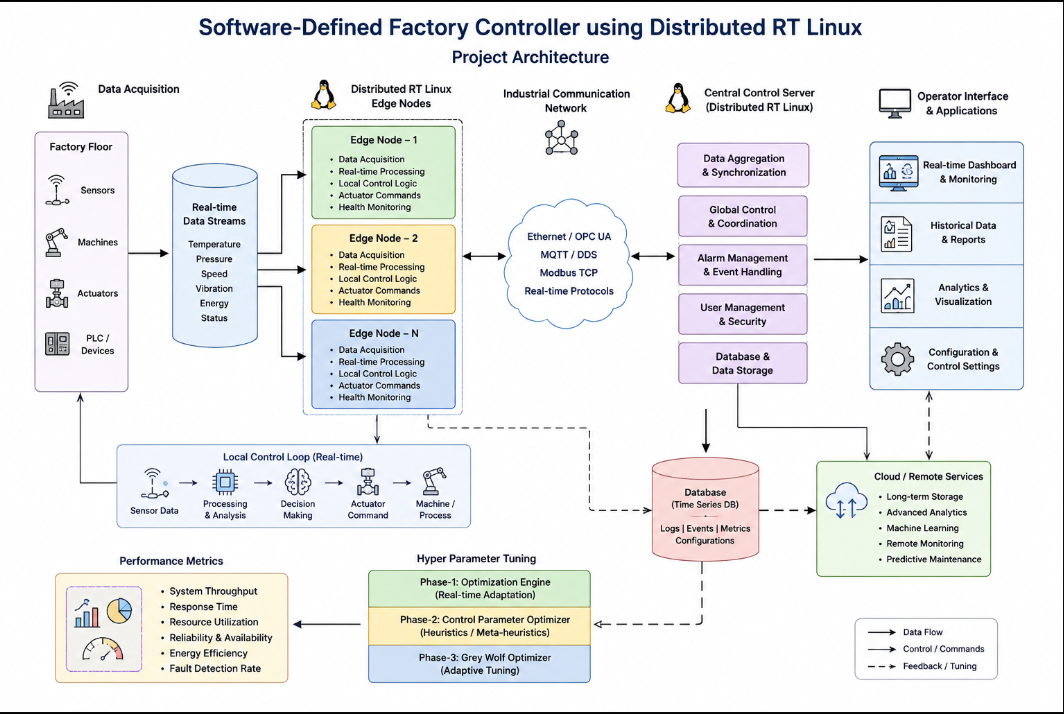 Software-Defined Factory Controller using Distributed RT Linux
Project Architecture
Data Acquisition
Factory Floor
Sensors
Machines
Actuators
PLC /
Devices
Real-time
Data Streams
Temperature
Pressure
Speed
Vibration
Energy
Status
Distributed RT Linux
Edge Nodes
Edge Node – 1
• Data Acquisition
• Real-time Processing
• Local Control Logic
• Actuator Commands
• Health Monitoring
Edge Node – 2
• Data Acquisition
• Real-time Processing
• Local Control Logic
• Actuator Commands
• Health Monitoring
Edge Node – N
• Data Acquisition
• Real-time Processing
• Local Control Logic
• Actuator Commands
• Health Monitoring
Industrial Communication
Network
Ethernet / OPC UA
MQTT / DDS
Modbus TCP
Real-time Protocols
Central Control Server
(Distributed RT Linux)
Data Aggregation
& Synchronization
Global Control
& Coordination
Alarm Management
& Event Handling
User Management
& Security
Database &
Data Storage
Operator Interface
& Applications
Real-time Dashboard
& Monitoring
Historical Data
& Reports
Analytics &
Visualization
Configuration &
Control Settings
Local Control Loop (Real-time)
Sensor Data
Processing
& Analysis
Decision
Making
Actuator
Command
Machine /
Process
Database
(Time Series DB)
Logs | Events | Metrics
Configurations
Cloud / Remote Services
• Long-term Storage
• Advanced Analytics
• Machine Learning
• Remote Monitoring
• Predictive Maintenance
Performance Metrics
• System Throughput
• Response Time
• Resource Utilization
• Reliability & Availability
• Energy Efficiency
• Fault Detection Rate
Hyper Parameter Tuning
Phase-1: Optimization Engine
(Real-time Adaptation)
Phase-2: Control Parameter Optimizer
(Heuristics / Meta-heuristics)
Phase-3: Grey Wolf Optimizer
(Adaptive Tuning)
Data Flow
Control / Commands
Feedback / Tuning